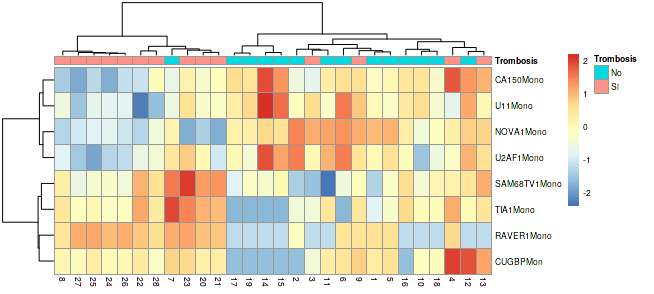 Trombosis
CA150Mono
U11Mono
NOVA1Mono
U2AF1Mono
SAM68TV1Mono
TIA1Mono
RAVER1Mono
CUGBPMon
8 27 25 24 26 22 28 7 23 20 21 17 19 14 15 2 3 11 6 9 1 5 16 10 18 4 12 13
2
1
0
-1
-2
Trombosis
No
SI